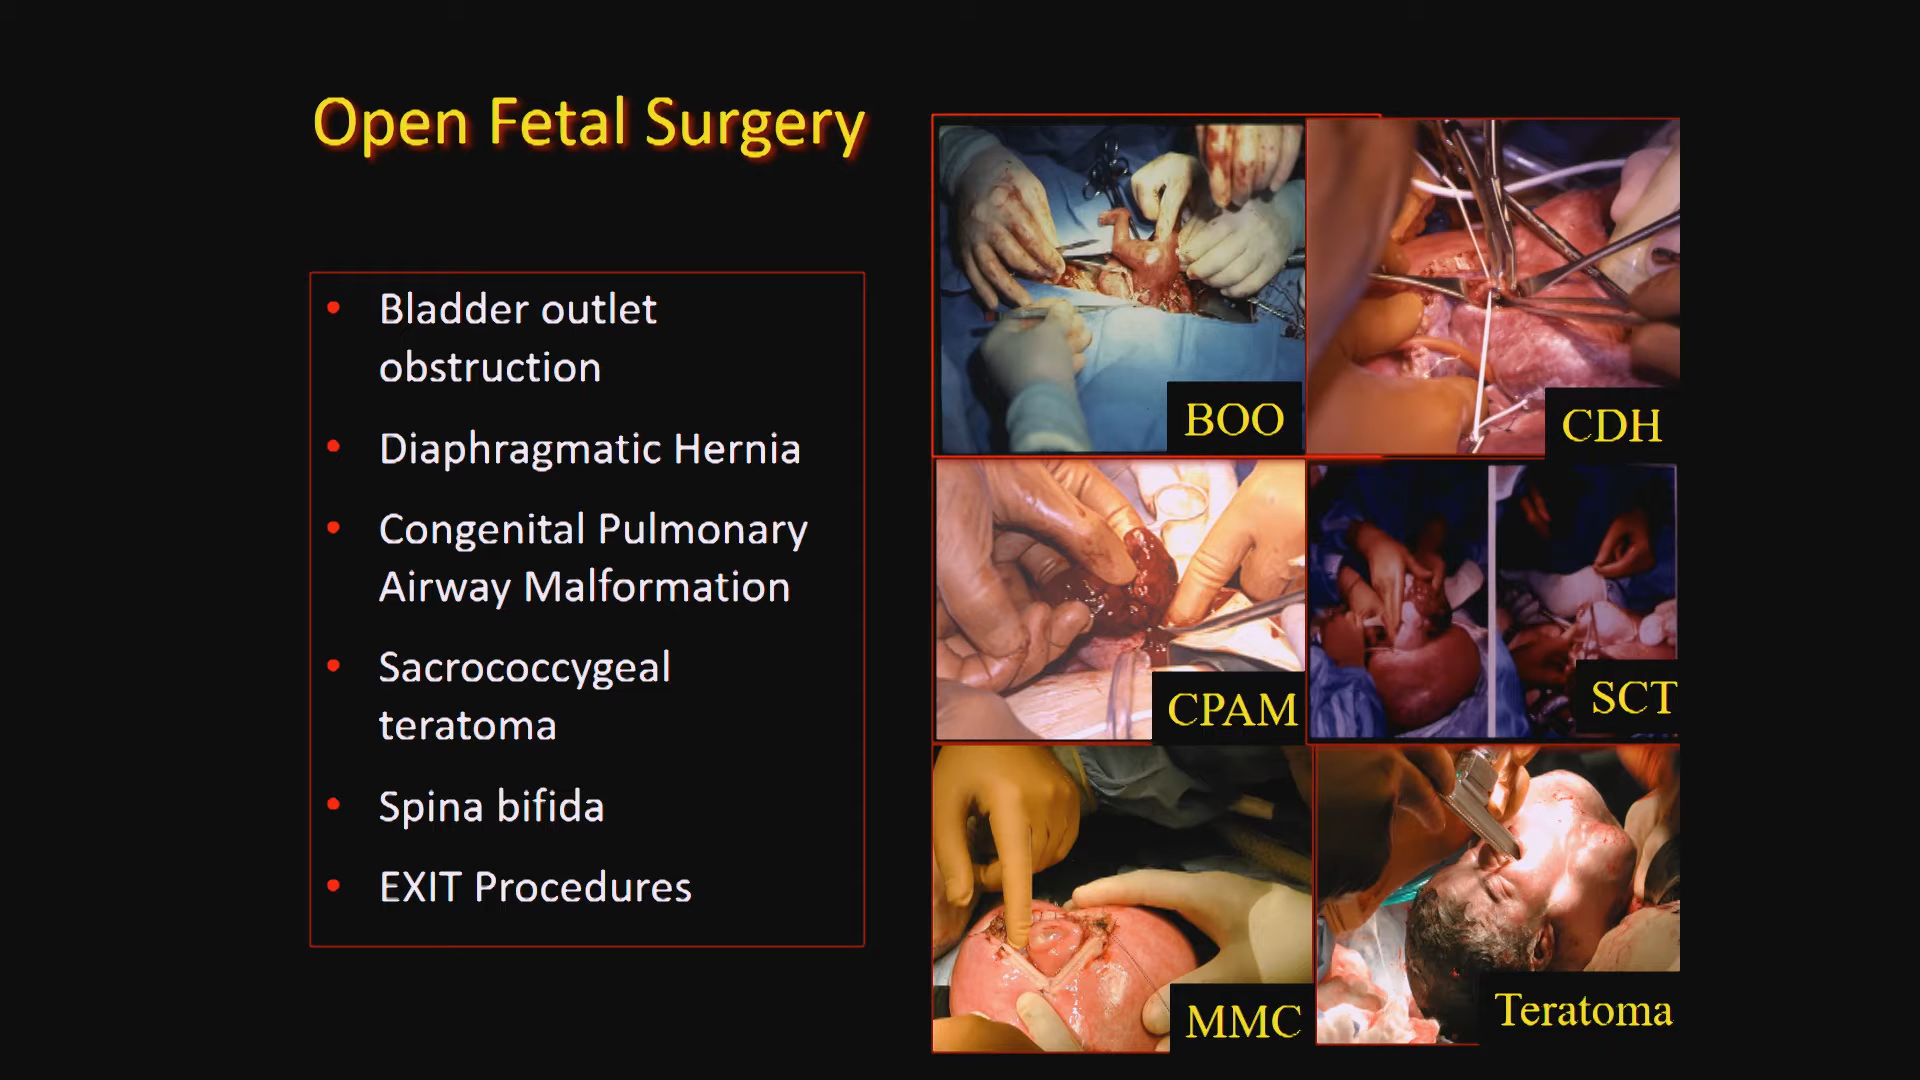 Open Fetal Surgery
• Bladder outlet
obstruction
• Diaphragmatic Hernia
• Congenital Pulmonary
Airway Malformation
• Sacrococcygeal
teratoma
• Spina bifida
• EXIT Procedures
BOO
CDH
CPAM
SCT
MMC
Teratoma